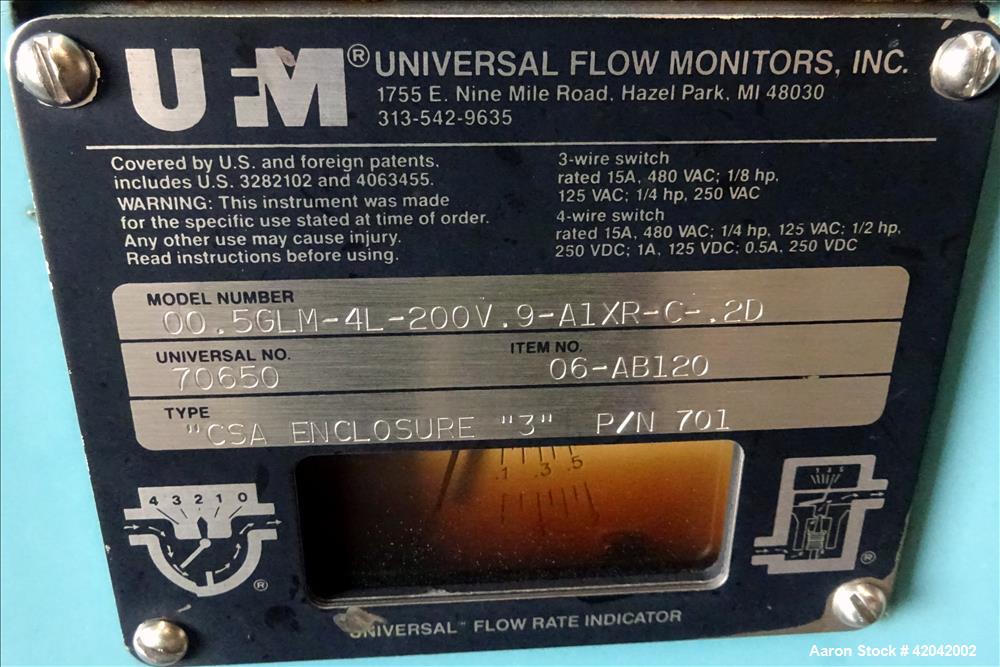 UFM® UNIVERSAL FLOW MONITORS, INC.
1755 E. Nine Mile Road, Hazel Park, MI 48030
313-542-9635
Covered by U.S. and foreign patents,
includes U.S. 3282102 and 4063455.
WARNING: This instrument was made
for the specific use stated at time of order.
Any other use may cause injury.
Read instructions before using.
3-wire switch
rated 15A, 480 VAC; 1/8 hp,
125 VAC; 1/4 hp, 250 VAC
4-wire switch
rated 15A, 480 VAC; 1/4 hp, 125 VAC; 1/2 hp,
250 VDC; 1A, 125 VDC; 0.5A, 250 VDC
MODEL NUMBER
00.5GLM-4L-200V.9-A1XR-C-.2D
UNIVERSAL NO.
70650
ITEM NO.
06-AB120
TYPE
"CSA ENCLOSURE "3" P/N 701
.1 .3 .5
4 3 2 1 0
®
®
UNIVERSAL™ FLOW RATE INDICATOR
Aaron Stock # 42042002